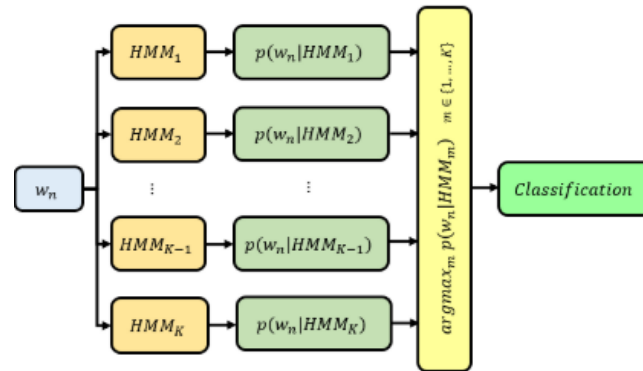 w_n
HMM_1
p(w_n|HMM_1)
HMM_2
p(w_n|HMM_2)
⋮
⋮
HMM_{K-1}
p(w_n|HMM_{K-1})
HMM_K
p(w_n|HMM_K)
argmax_m p(w_n|HMM_m) m ∈ {1, ..., K}
Classification